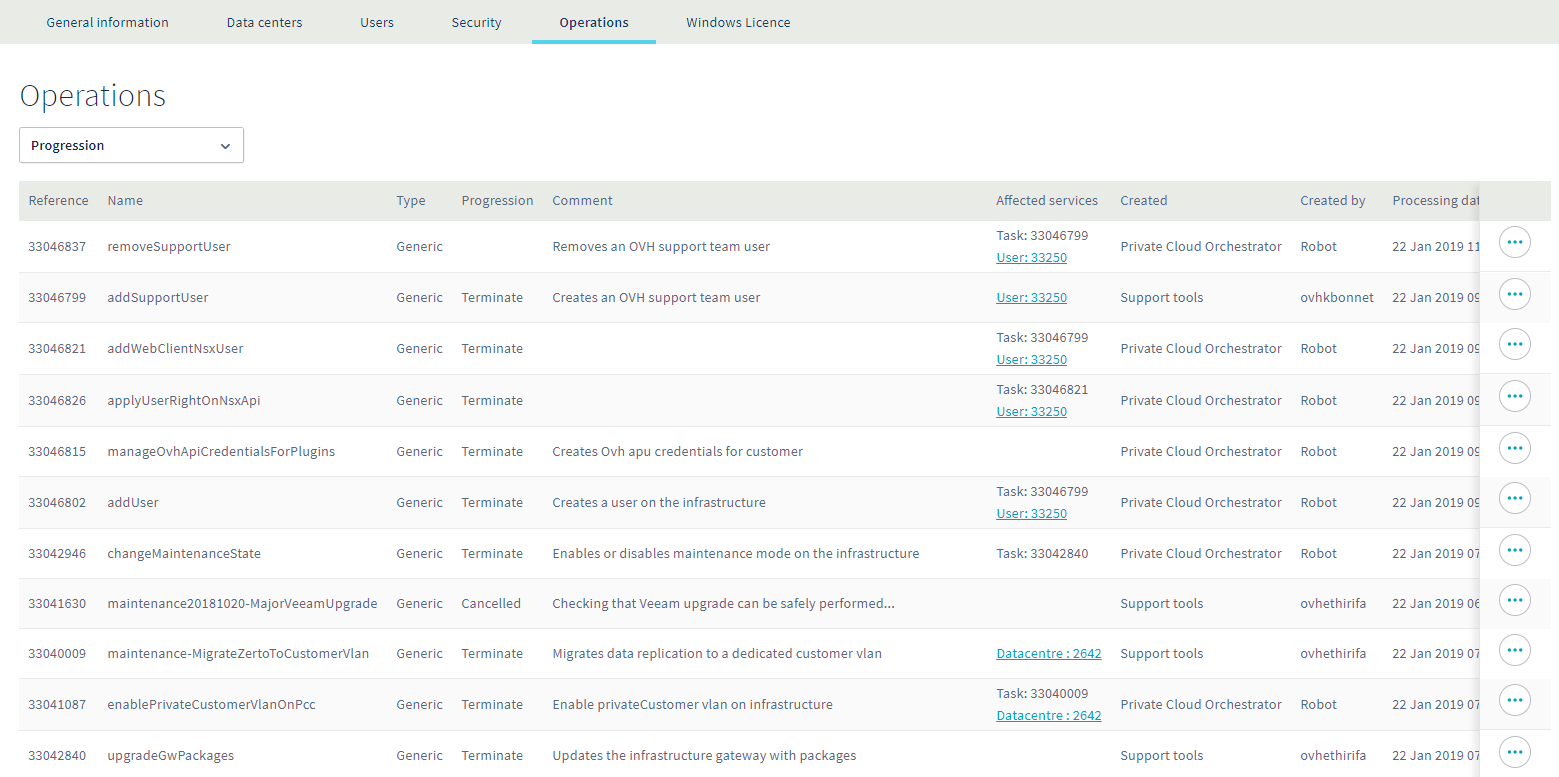 General information Data centers Users Security Operations Windows Licence
Operations
Progression
Reference Name Type Progression Comment Affected services Created Created by Processing dat
33046837 removeSupportUser Generic Removes an OVH support team user Task: 33046799 User: 33250 Private Cloud Orchestrator Robot 22 Jan 2019 11
33046799 addSupportUser Generic Terminate Creates an OVH support team user User: 33250 Support tools ovhkbonnet 22 Jan 2019 09
33046821 addWebClientNsxUser Generic Terminate Task: 33046799 User: 33250 Private Cloud Orchestrator Robot 22 Jan 2019 09
33046826 applyUserRightOnNsxApi Generic Terminate Task: 33046821 User: 33250 Private Cloud Orchestrator Robot 22 Jan 2019 09
33046815 manageOvhApiCredentialsForPlugins Generic Terminate Creates Ovh apu credentials for customer Private Cloud Orchestrator Robot 22 Jan 2019 09
33046802 addUser Generic Terminate Creates a user on the infrastructure Task: 33046799 User: 33250 Private Cloud Orchestrator Robot 22 Jan 2019 09
33042946 changeMaintenanceState Generic Terminate Enables or disables maintenance mode on the infrastructure Task: 33042840 Private Cloud Orchestrator Robot 22 Jan 2019 07
33041630 maintenance20181020-MajorVeeamUpgrade Generic Cancelled Checking that Veeam upgrade can be safely performed... Support tools ovhethirifa 22 Jan 2019 06
33040009 maintenance-MigrateZertoToCustomerVlan Generic Terminate Migrates data replication to a dedicated customer vlan Datacentre : 2642 Support tools ovhethirifa 22 Jan 2019 07
33041087 enablePrivateCustomerVlanOnPcc Generic Terminate Enable privateCustomer vlan on infrastructure Task: 33040009 Datacentre : 2642 Private Cloud Orchestrator Robot 22 Jan 2019 07
33042840 upgradeGwPackages Generic Terminate Updates the infrastructure gateway with packages Support tools ovhethirifa 22 Jan 2019 07